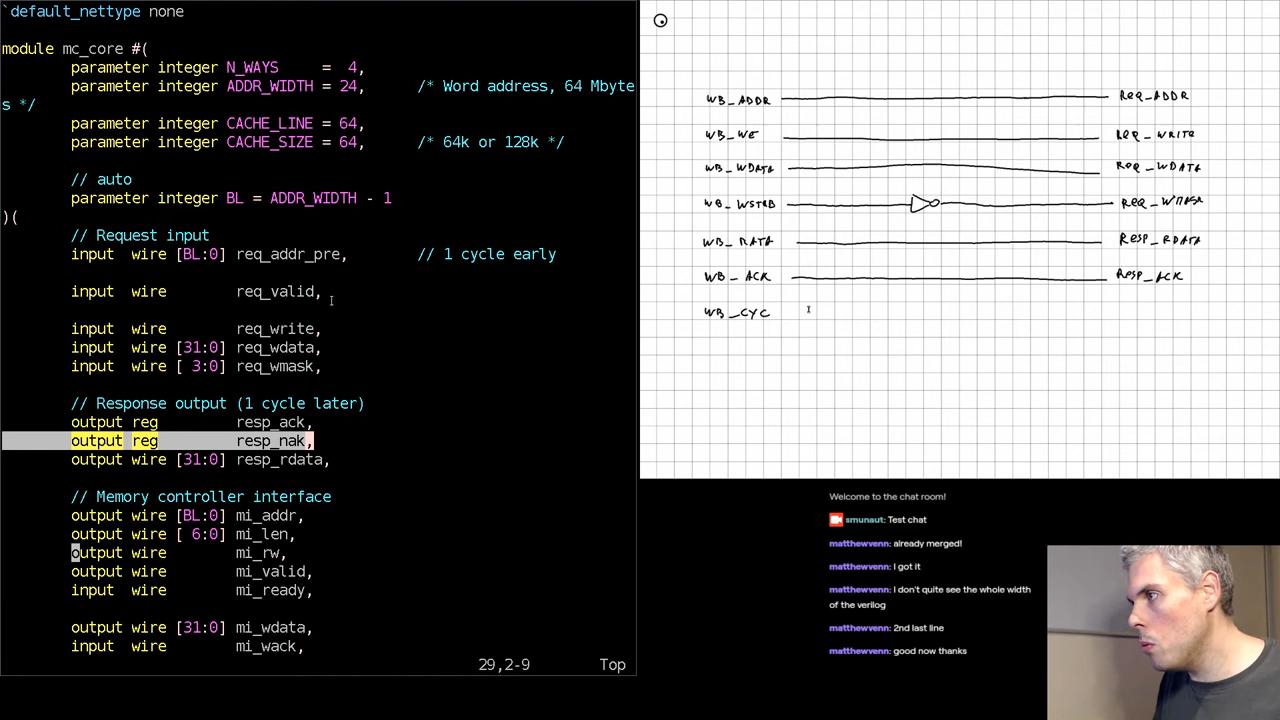 `default_nettype none
module mc_core #(
parameter integer N_WAYS = 4,
parameter integer ADDR_WIDTH = 24, /* Word address, 64 Mbyte
s */
parameter integer CACHE_LINE = 64,
parameter integer CACHE_SIZE = 64, /* 64k or 128k */
// auto
parameter integer BL = ADDR_WIDTH - 1
)(
// Request input
input wire [BL:0] req_addr_pre, // 1 cycle early
input wire req_valid,
input wire req_write,
input wire [31:0] req_wdata,
input wire [ 3:0] req_wmask,
// Response output (1 cycle later)
output reg resp_ack,
output reg resp_nak,
output wire [31:0] resp_rdata,
// Memory controller interface
output wire [BL:0] mi_addr,
output wire [ 6:0] mi_len,
output wire mi_rw,
output wire mi_valid,
input wire mi_ready,
output wire [31:0] mi_wdata,
input wire mi_wack,
29,2-9 Top
WB_ADDR REQ_ADDR
WB_WE REQ_WRITE
WB_WDATA REQ_WDATA
WB_WSTRB REQ_WMASK
WB_RATA RESP_RDATA
WB_ACK RESP_ACK
WB_CYC
Welcome to the chat room!
smunaut: Test chat
matthewvenn: already merged!
matthewvenn: I got it
matthewvenn: I don't quite see the whole width
of the verilog
matthewvenn: 2nd last line
matthewvenn: good now thanks